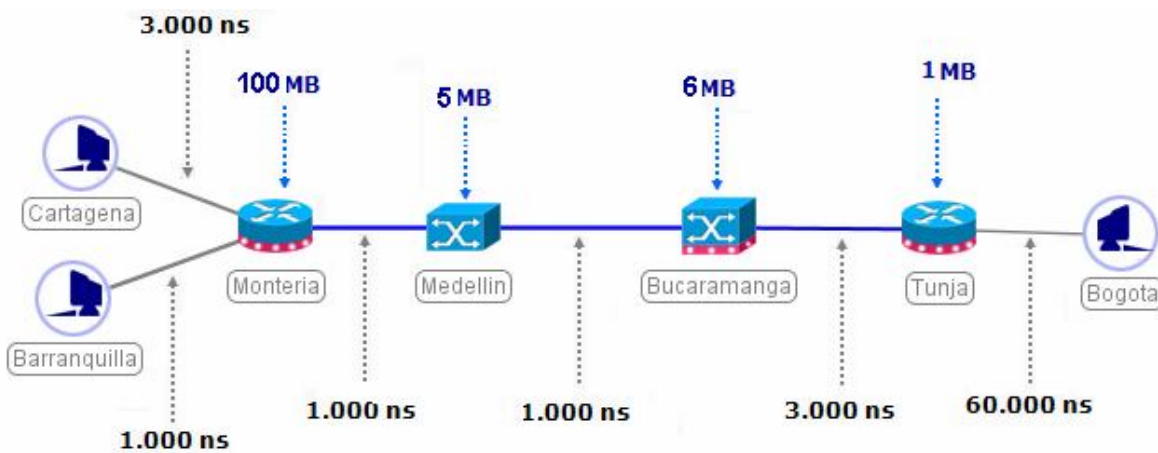 3.000 ns
100 MB
5 MB
6 MB
1 MB
Cartagena
Monteria
Medellin
Bucaramanga
Tunja
Bogota
Barranquilla
1.000 ns
1.000 ns
1.000 ns
3.000 ns
60.000 ns